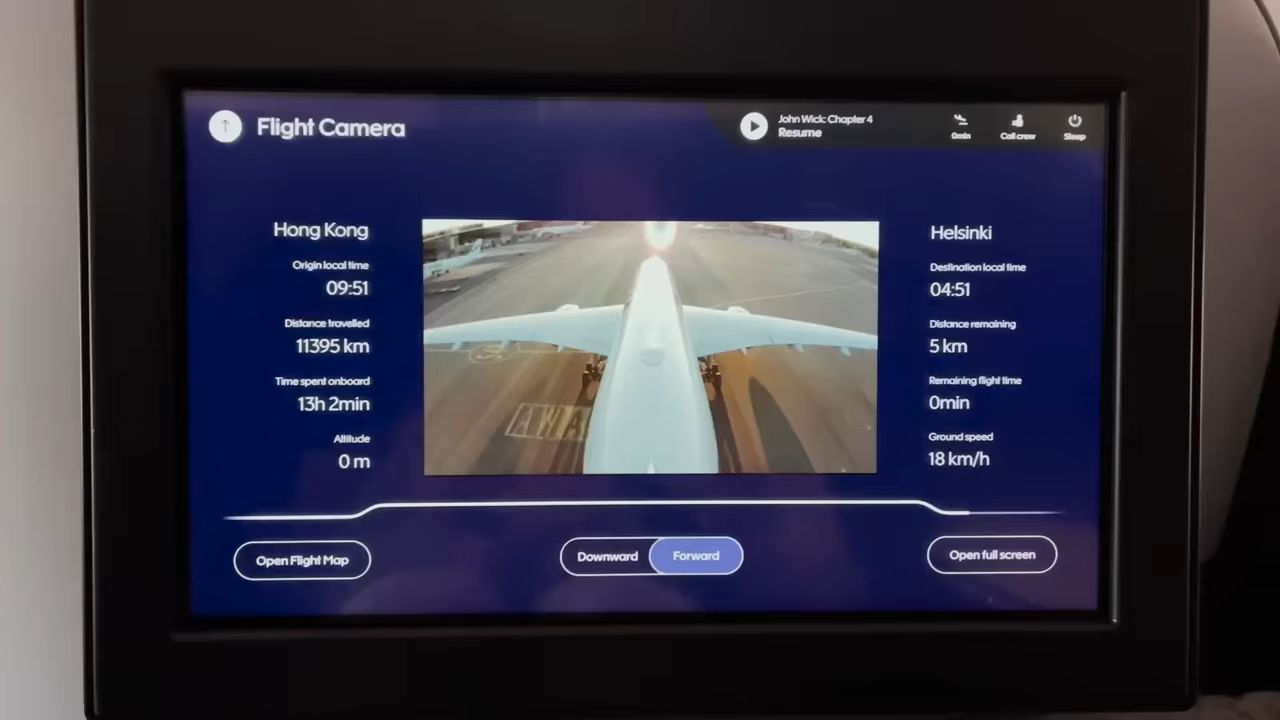 Flight Camera
John Wick: Chapter 4
Resume
0min
Call crew
Sleep
Hong Kong
Origin local time
09:51
Distance travelled
11395 km
Time spent onboard
13h 2min
Altitude
0 m
Helsinki
Destination local time
04:51
Distance remaining
5 km
Remaining flight time
0min
Ground speed
18 km/h
Open Flight Map
Downward
Forward
Open full screen